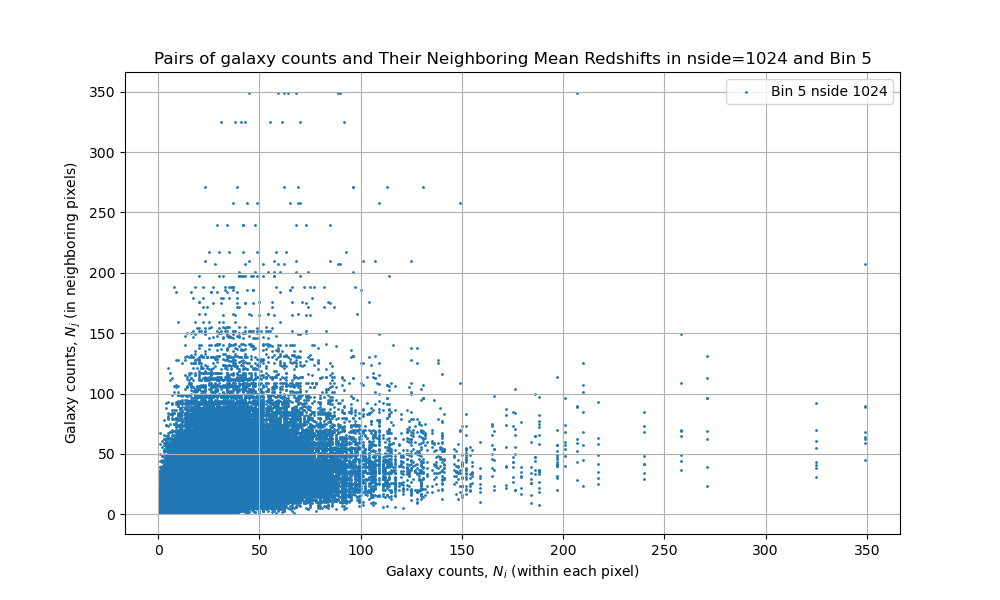 Pairs of galaxy counts and Their Neighboring Mean Redshifts in nside=1024 and Bin 5
Bin 5 nside 1024
Galaxy counts, N_j (in neighboring pixels)
350
300
250
200
150
100
50
0
0 50 100 150 200 250 300 350
Galaxy counts, N_i (within each pixel)